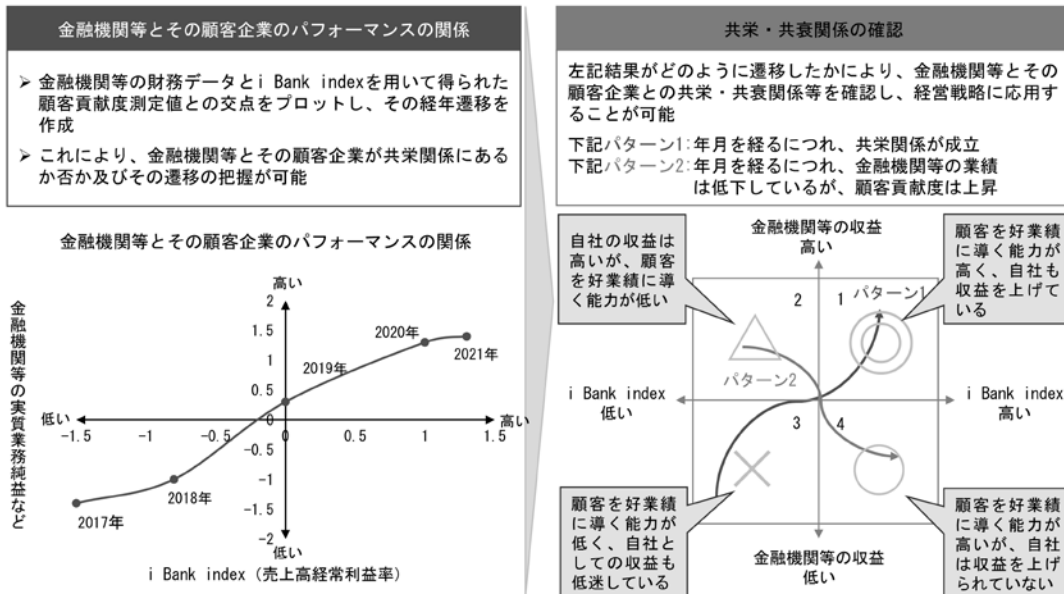 金融機関等とその顧客企業のパフォーマンスの関係
➢ 金融機関等の財務データとi Bank indexを用いて得られた
顧客貢献度測定値との交点をプロットし、その経年遷移を
作成
➢ これにより、金融機関等とその顧客企業が共栄関係にある
か否か及びその遷移の把握が可能
金融機関等とその顧客企業のパフォーマンスの関係
金融機関等の実質業務純益など
高い
2
1.5
1
0.5
0
-0.5
-1
-1.5
-2
低い
低い
高い
-1.5
-1
-0.5
0
0.5
1
1.5
2017年
2018年
2019年
2020年
2021年
i Bank index（売上高経常利益率）
共栄・共衰関係の確認
左記結果がどのように遷移したかにより、金融機関等とその
顧客企業との共栄・共衰関係等を確認し、経営戦略に応用す
ることが可能
下記パターン1:年月を経るにつれ、共栄関係が成立
下記パターン2:年月を経るにつれ、金融機関等の業績
は低下しているが、顧客貢献度は上昇
金融機関等の収益
高い
自社の収益は
高いが、顧客
を好業績に導
く能力が低い
顧客を好業績
に導く能力が
高く、自社も
収益を上げて
いる
2
1
パターン1
パターン2
i Bank index
低い
i Bank index
高い
3
4
顧客を好業績
に導く能力が
低く、自社と
しての収益も
低迷している
顧客を好業績
に導く能力が
高いが、自社
は収益を上げ
られていない
金融機関等の収益
低い